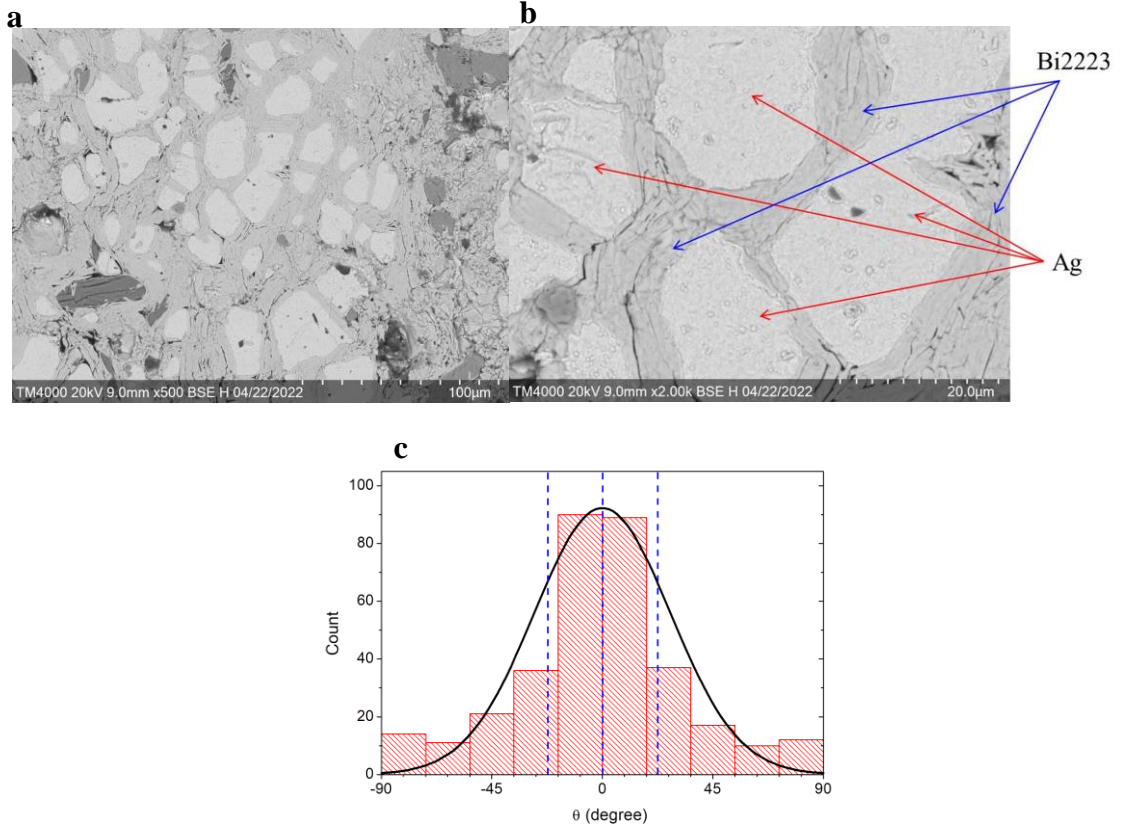 a
b
Bi2223
Ag
TM4000 20kV 9.0mm x500 BSE H 04/22/2022 100µm
TM4000 20kV 9.0mm x2.00k BSE H 04/22/2022 20.0µm
c
100
80
60
40
20
0
Count
-90 -45 0 45 90
θ (degree)